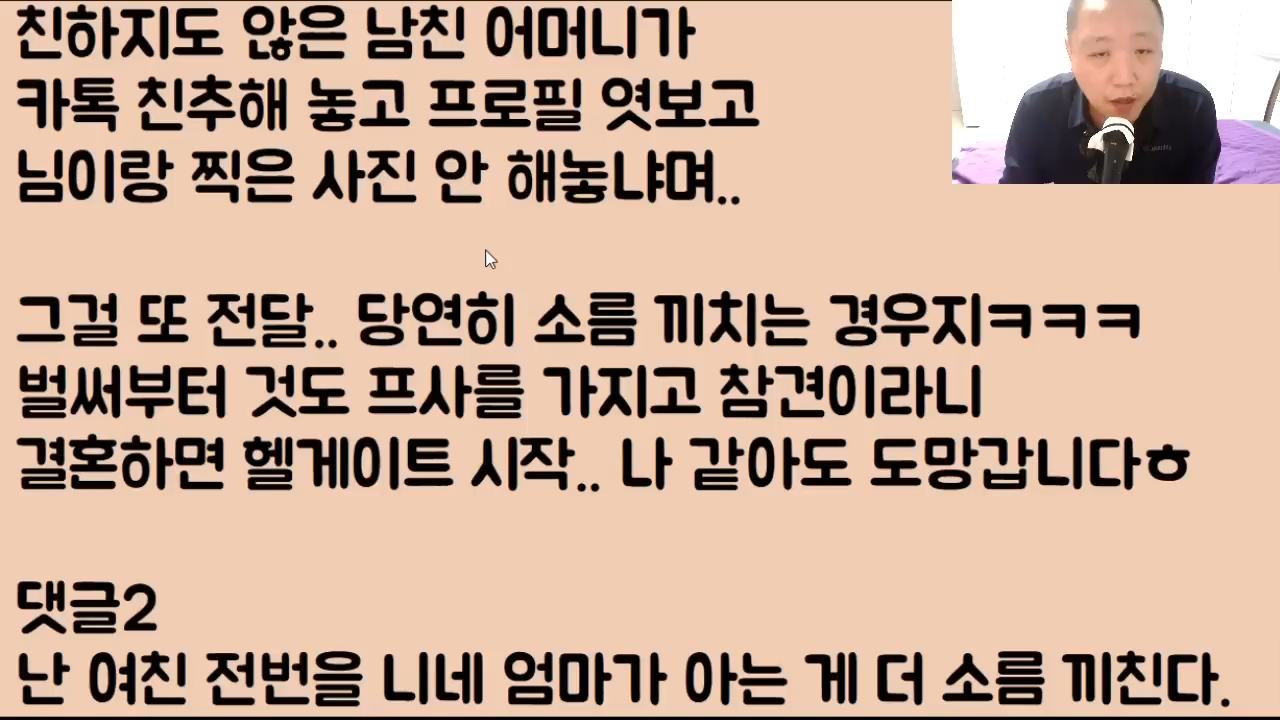 친하지도 않은 남친 어머니가
카톡 친추해 놓고 프로필 엿보고
님이랑 찍은 사진 안 해놓냐며..
그걸 또 전달.. 당연히 소름 끼치는 경우지ㅋㅋㅋ
벌써부터 것도 프사를 가지고 참견이라니
결혼하면 헬게이트 시작.. 나 같아도 도망갑니다ㅎ
댓글2
난 여친 전번을 니네 엄마가 아는 게 더 소름 끼친다.